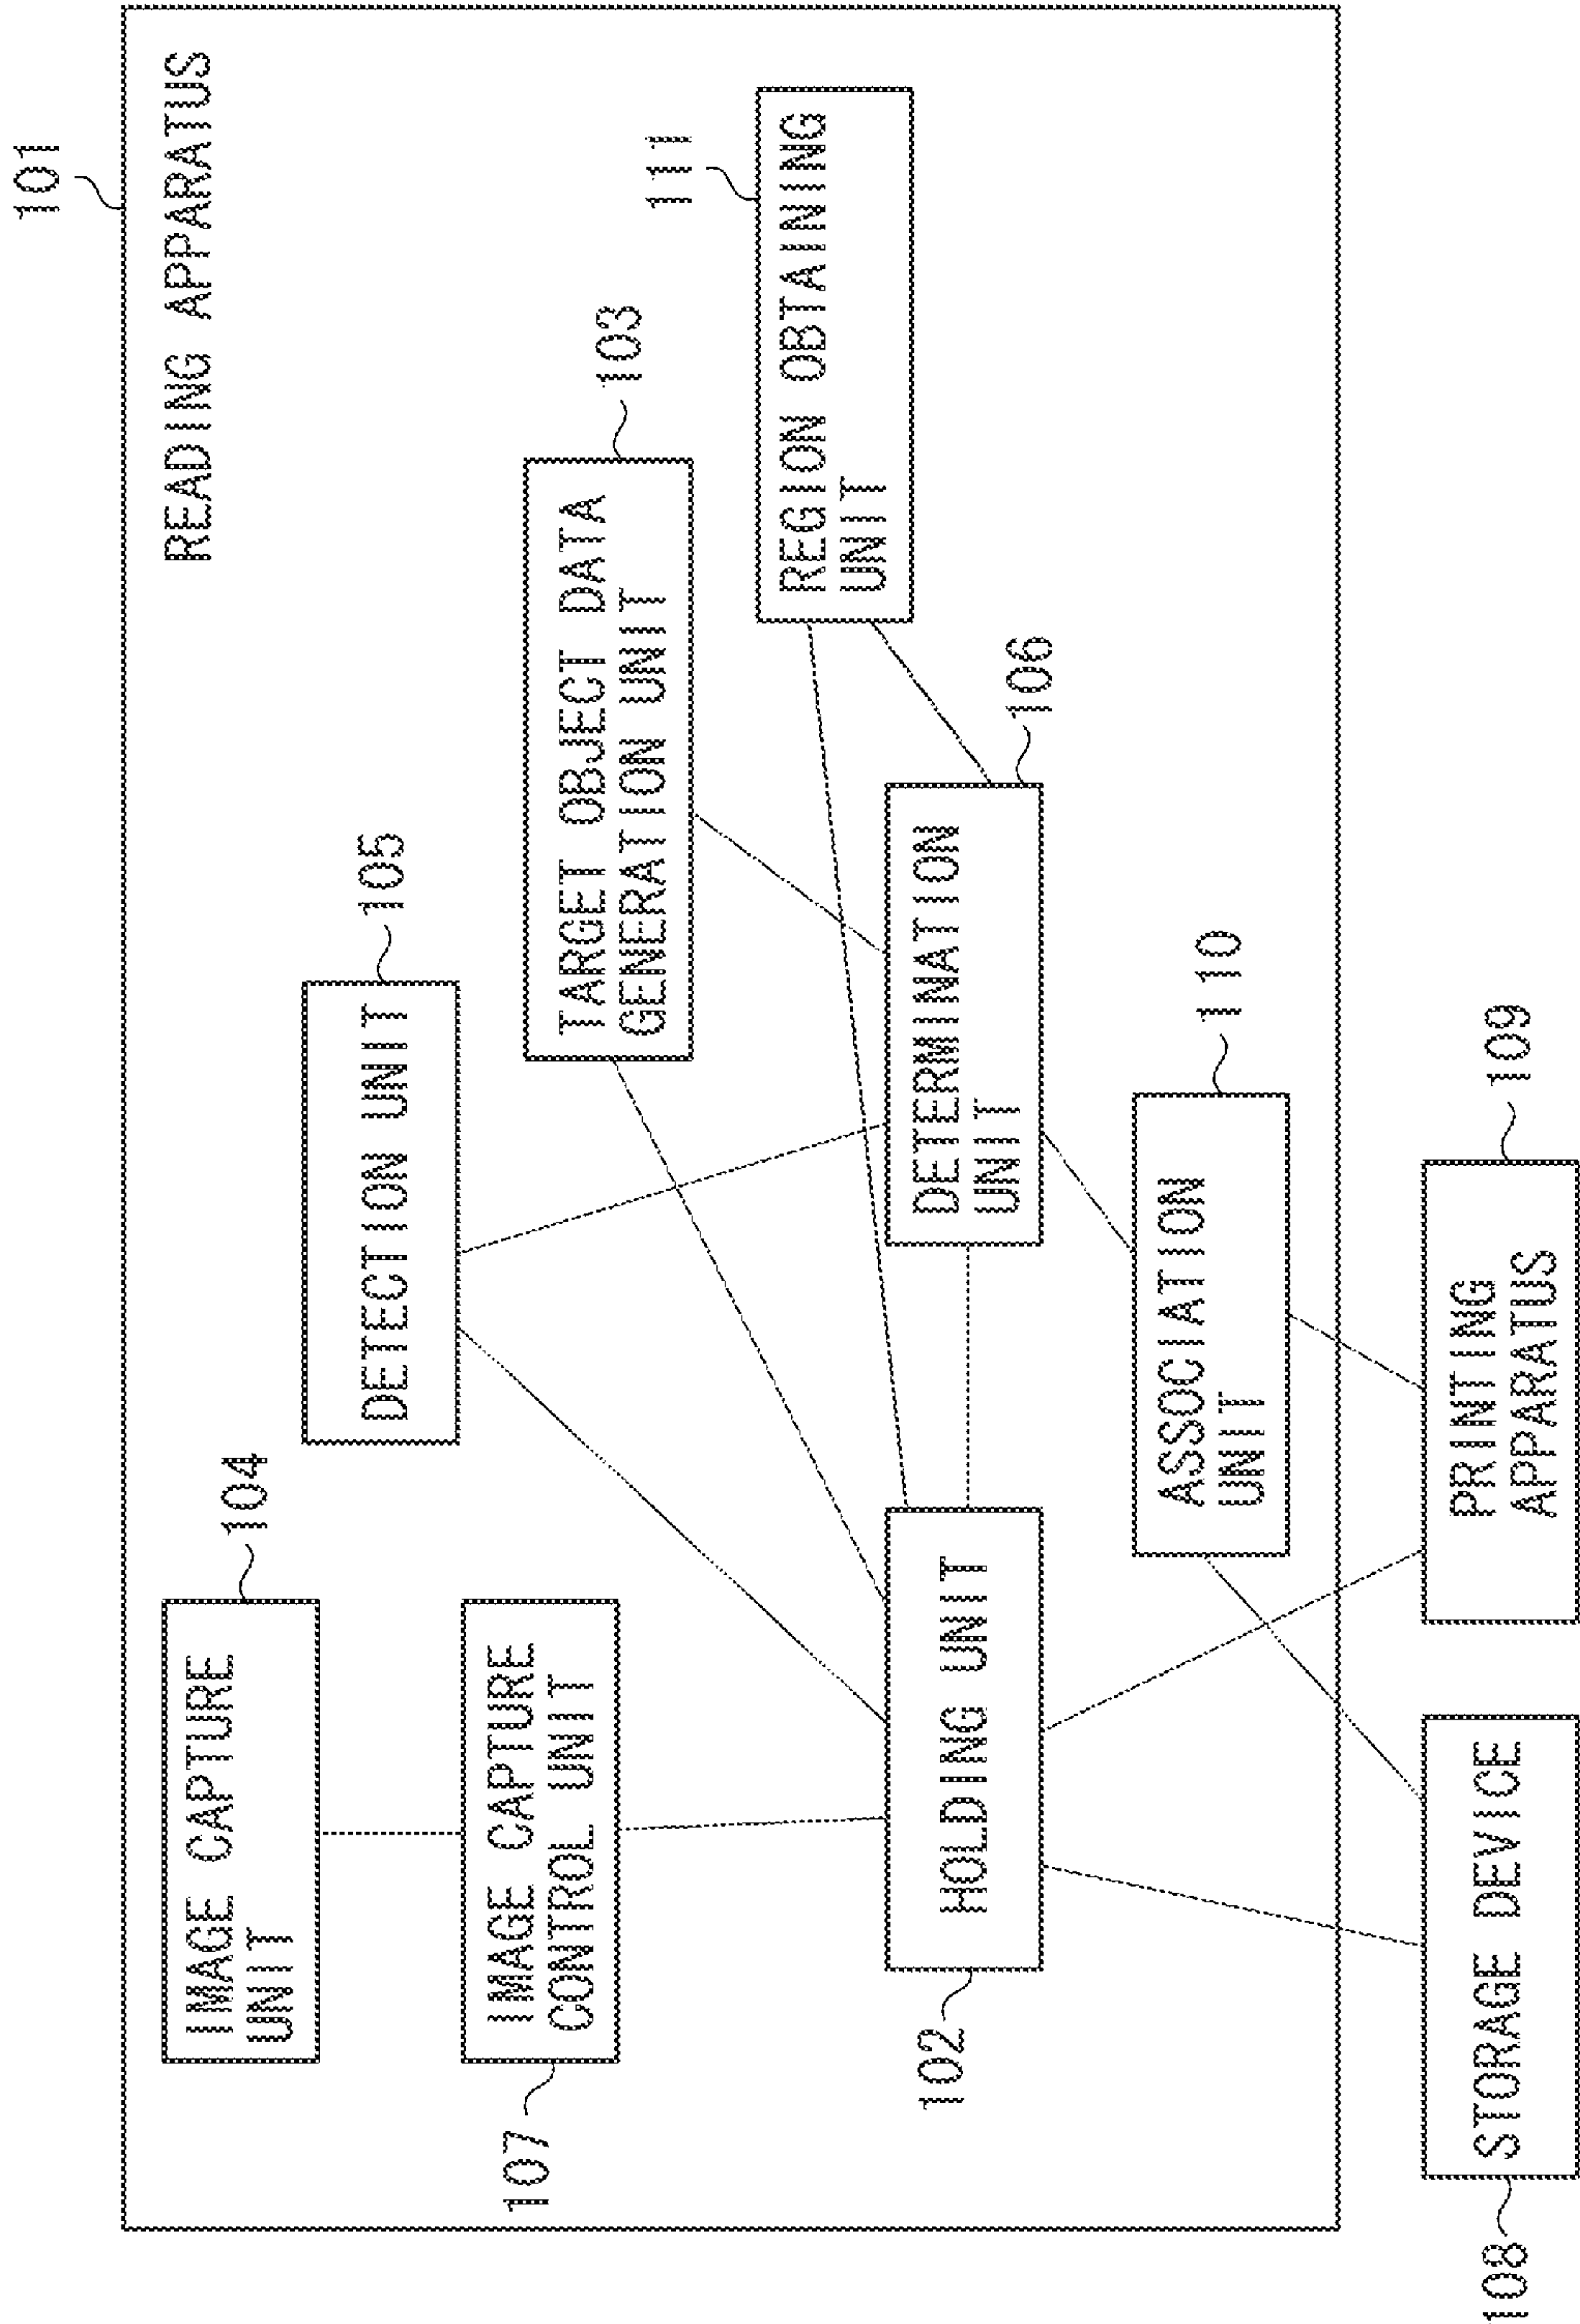 101
READING APPARATUS
104
IMAGE CAPTURE
UNIT
105
DETECTION UNIT
107
IMAGE CAPTURE
CONTROL UNIT
103
TARGET OBJECT DATA
GENERATION UNIT
111
REGION OBTAINING
UNIT
102
HOLDING UNIT
106
DETERMINATION
UNIT
110
ASSOCIATION
UNIT
108
STORAGE DEVICE
109
PRINTING
APPARATUS